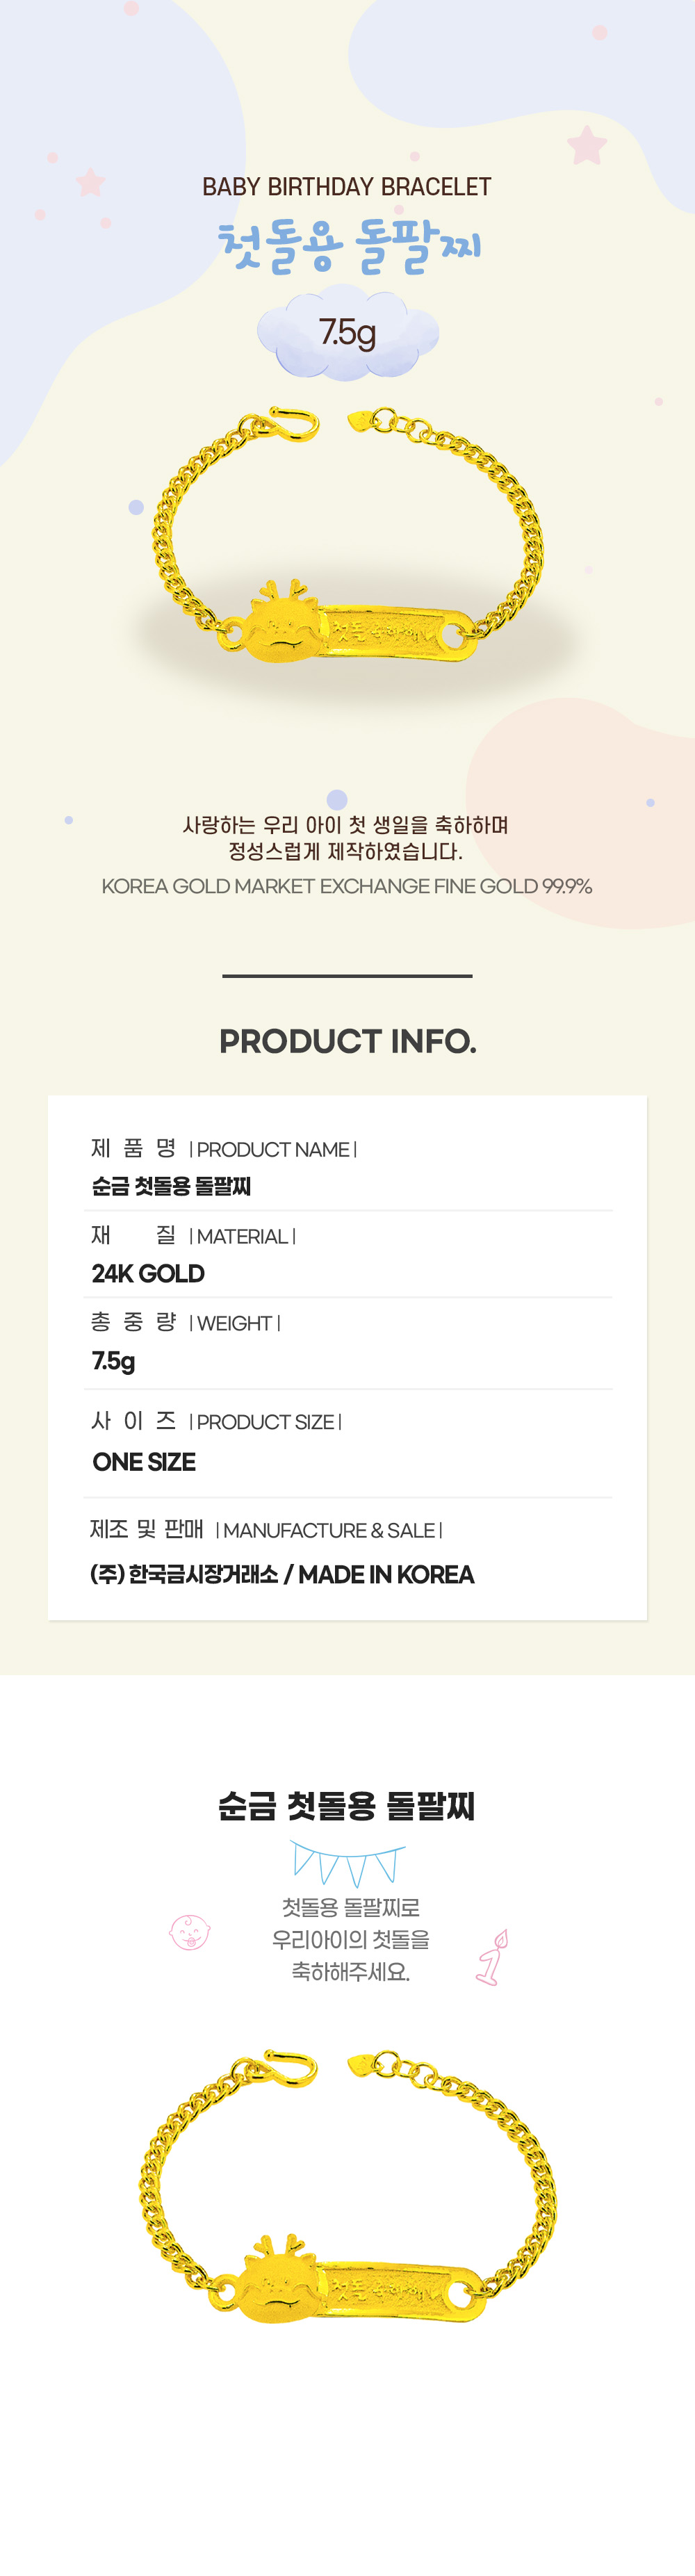 BABY BIRTHDAY BRACELET
첫돌용 돌팔찌
7.5g
첫돌 축하해
사랑하는 우리 아이 첫 생일을 축하하며
정성스럽게 제작하였습니다.
KOREA GOLD MARKET EXCHANGE FINE GOLD 99.9%
PRODUCT INFO.
제 품 명 | PRODUCT NAME |
순금 첫돌용 돌팔찌
재 질 | MATERIAL |
24K GOLD
총 중 량 | WEIGHT |
7.5g
사 이 즈 | PRODUCT SIZE |
ONE SIZE
제조 및 판매 | MANUFACTURE & SALE |
(주) 한국금시장거래소 / MADE IN KOREA
순금 첫돌용 돌팔찌
첫돌용 돌팔찌로
우리아이의 첫돌을
축하해주세요.
첫돌 축하해